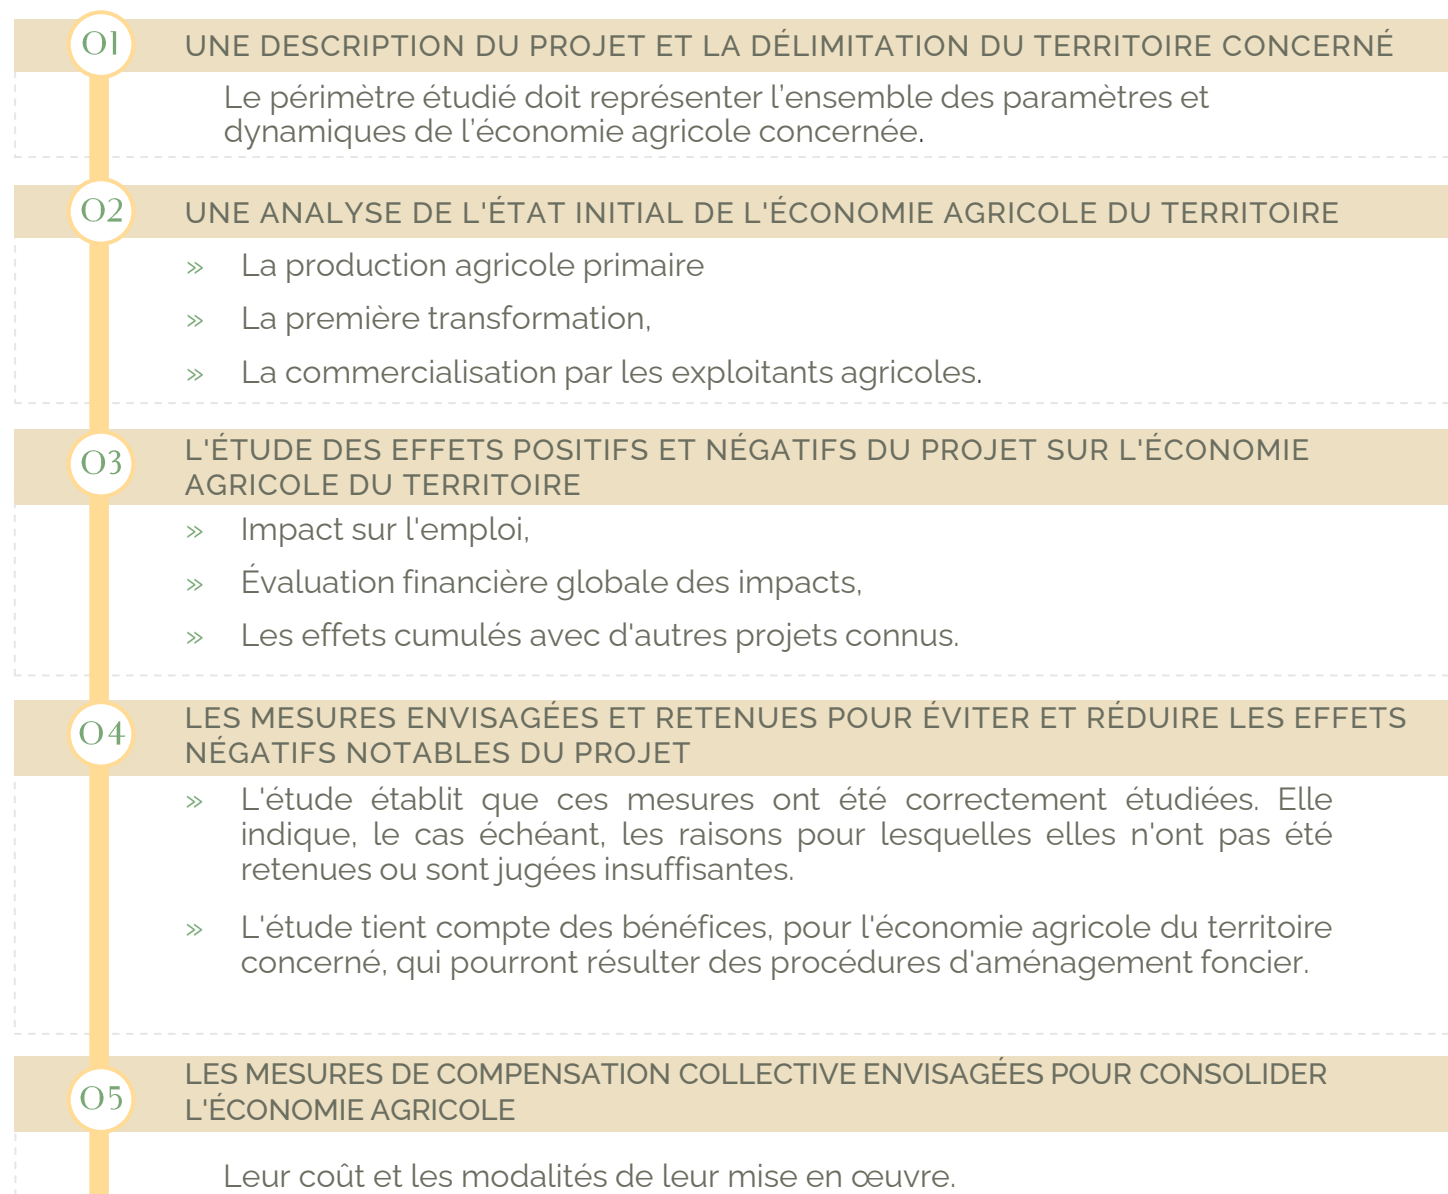 01
UNE DESCRIPTION DU PROJET ET LA DÉLIMITATION DU TERRITOIRE CONCERNÉ
Le périmètre étudié doit représenter l’ensemble des paramètres et
dynamiques de l’économie agricole concernée.
02
UNE ANALYSE DE L'ÉTAT INITIAL DE L'ÉCONOMIE AGRICOLE DU TERRITOIRE
» La production agricole primaire
» La première transformation,
» La commercialisation par les exploitants agricoles.
03
L'ÉTUDE DES EFFETS POSITIFS ET NÉGATIFS DU PROJET SUR L'ÉCONOMIE
AGRICOLE DU TERRITOIRE
» Impact sur l'emploi,
» Évaluation financière globale des impacts,
» Les effets cumulés avec d'autres projets connus.
04
LES MESURES ENVISAGÉES ET RETENUES POUR ÉVITER ET RÉDUIRE LES EFFETS
NÉGATIFS NOTABLES DU PROJET
» L'étude établit que ces mesures ont été correctement étudiées. Elle
indique, le cas échéant, les raisons pour lesquelles elles n'ont pas été
retenues ou sont jugées insuffisantes.
» L'étude tient compte des bénéfices, pour l'économie agricole du territoire
concerné, qui pourront résulter des procédures d'aménagement foncier.
05
LES MESURES DE COMPENSATION COLLECTIVE ENVISAGÉES POUR CONSOLIDER
L'ÉCONOMIE AGRICOLE
Leur coût et les modalités de leur mise en œuvre.